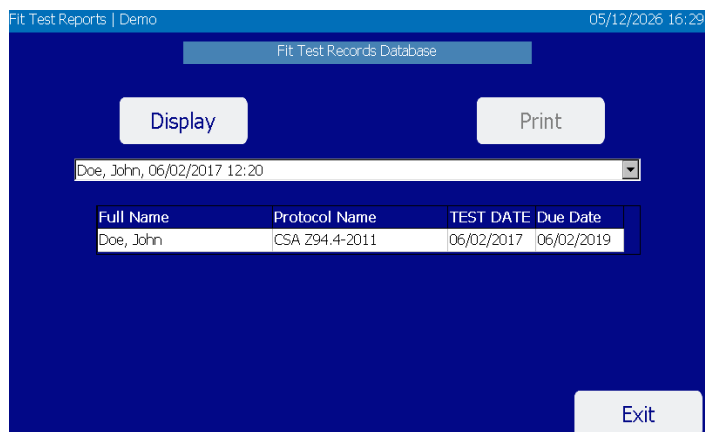 Fit Test Reports | Demo 05/12/2026 16:29
Fit Test Records Database
Display Print
Doe, John, 06/02/2017 12:20
Full Name Protocol Name TEST DATE Due Date
Doe, John CSA Z94.4-2011 06/02/2017 06/02/2019
Exit